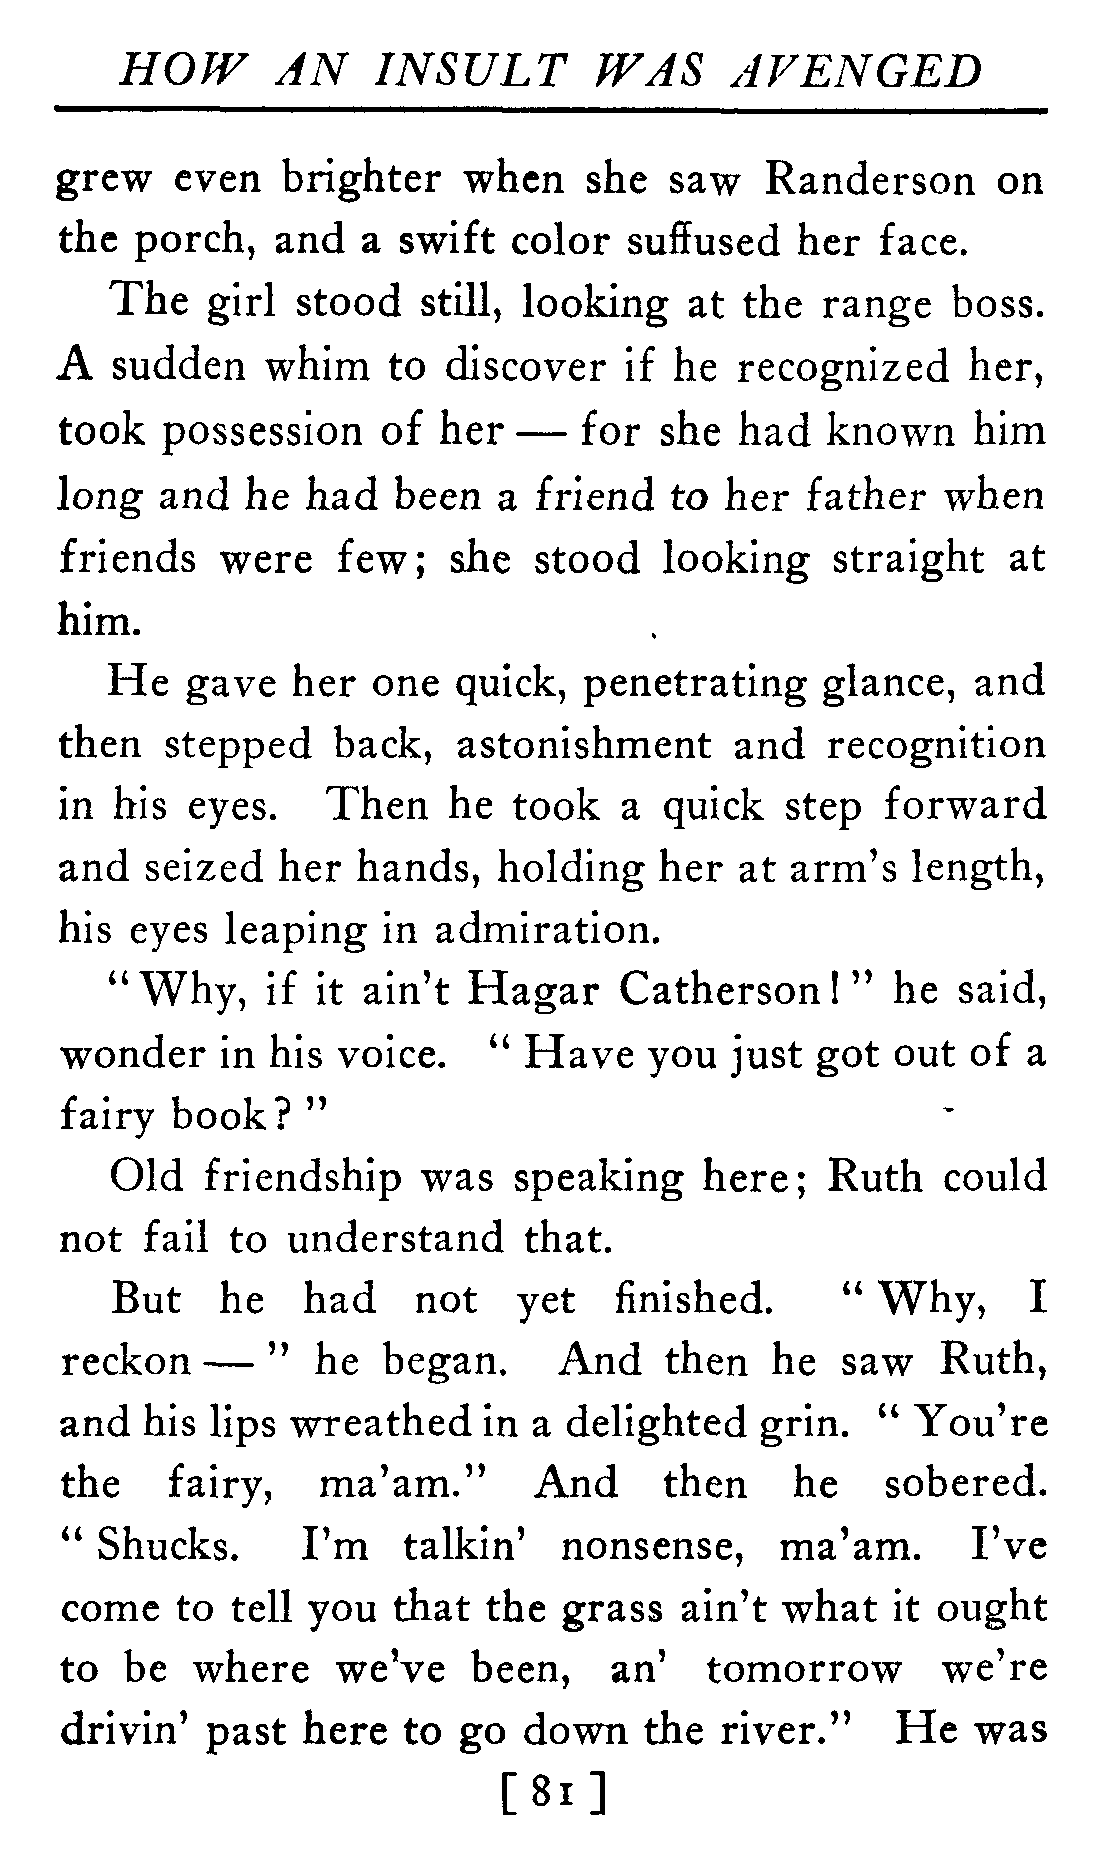 HOW AN INSULT WAS AVENGED
grew even brighter when she saw Randerson on
the porch, and a swift color suffused her face.
The girl stood still, looking at the range boss.
A sudden whim to discover if he recognized her,
took possession of her — for she had known him
long and he had been a friend to her father when
friends were few; she stood looking straight at
him.
He gave her one quick, penetrating glance, and
then stepped back, astonishment and recognition
in his eyes. Then he took a quick step forward
and seized her hands, holding her at arm's length,
his eyes leaping in admiration.
" Why, if it ain't Hagar Catherson! " he said,
wonder in his voice. " Have you just got out of a
fairy book? "
Old friendship was speaking here; Ruth could
not fail to understand that.
But he had not yet finished. " Why, I
reckon — " he began. And then he saw Ruth,
and his lips wreathed in a delighted grin. " You're
the fairy, ma'am." And then he sobered.
" Shucks. I'm talkin' nonsense, ma'am. I've
come to tell you that the grass ain't what it ought
to be where we've been, an' tomorrow we're
drivin' past here to go down the river." He was
[ 81 ]